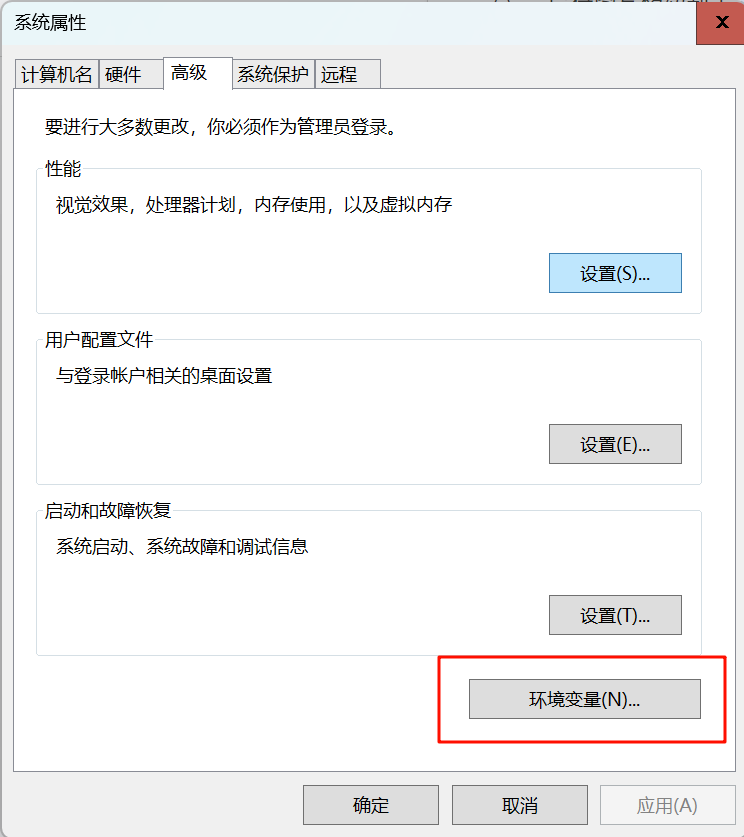 系统属性
计算机名 硬件 高级 系统保护 远程
要进行大多数更改，你必须作为管理员登录。
性能
视觉效果，处理器计划，内存使用，以及虚拟内存
设置(S)...
用户配置文件
与登录帐户相关的桌面设置
设置(E)...
启动和故障恢复
系统启动、系统故障和调试信息
设置(T)...
环境变量(N)...
确定 取消 应用(A)